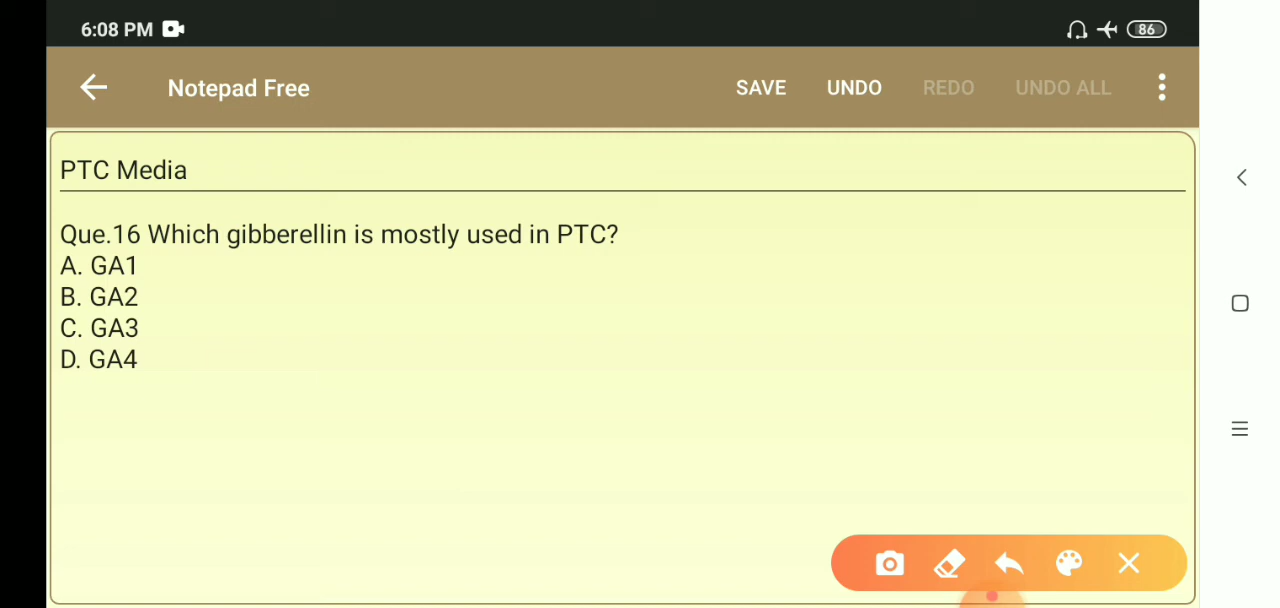 6:08 PM 86
Notepad Free SAVE UNDO REDO UNDO ALL
PTC Media
Que.16 Which gibberellin is mostly used in PTC?
A. GA1
B. GA2
C. GA3
D. GA4